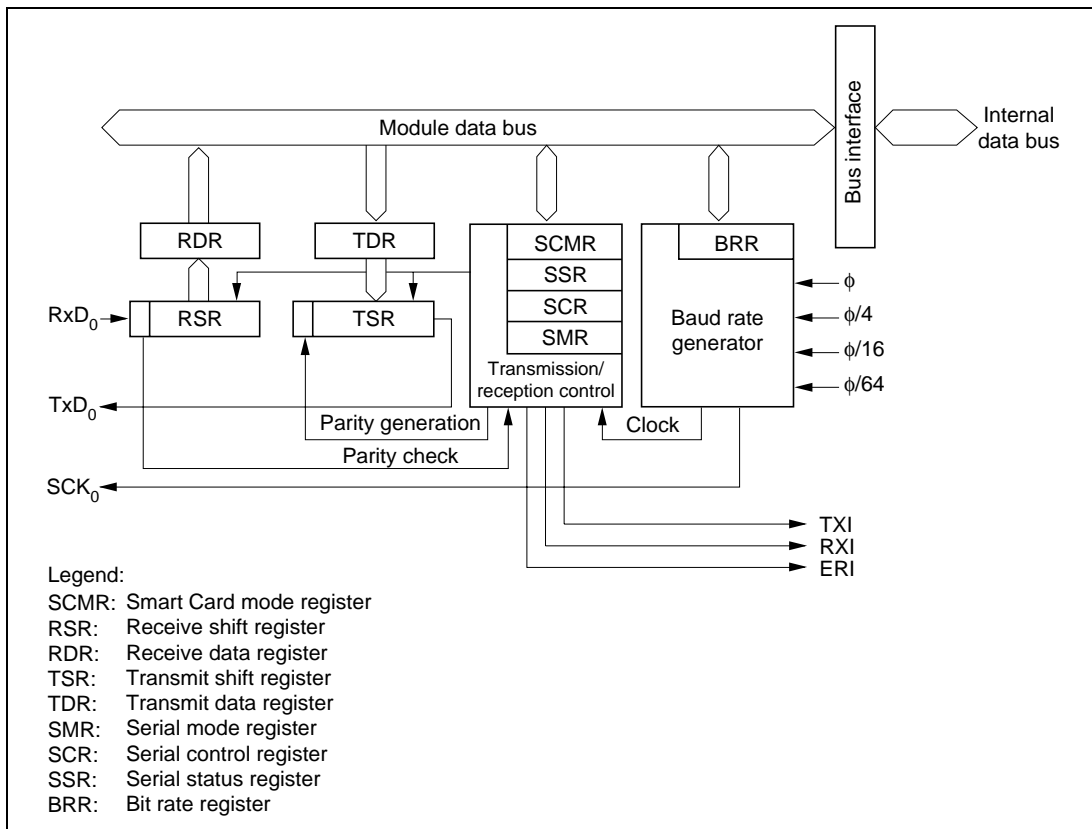 Module data bus
Bus interface
Internal
data bus
RDR
TDR
SCMR
SSR
SCR
SMR
Transmission/
reception control
BRR
Baud rate
generator
ϕ
ϕ/4
ϕ/16
ϕ/64
RxD0
RSR
TSR
TxD0
Parity generation
Parity check
Clock
SCK0
TXI
RXI
ERI
Legend:
SCMR: Smart Card mode register
RSR: Receive shift register
RDR: Receive data register
TSR: Transmit shift register
TDR: Transmit data register
SMR: Serial mode register
SCR: Serial control register
SSR: Serial status register
BRR: Bit rate register